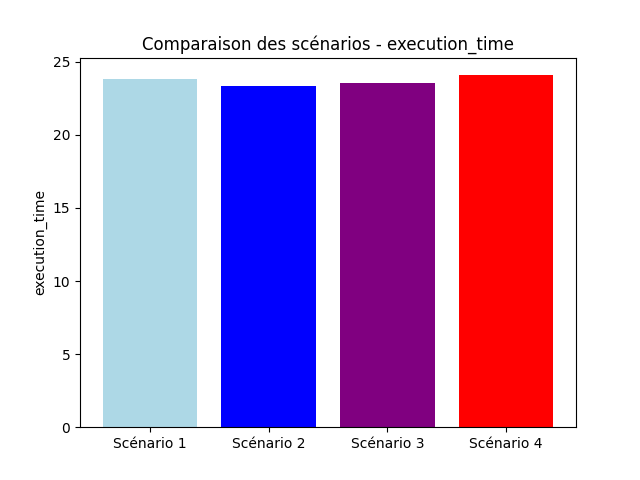 Comparaison des scénarios - execution_time
execution_time
25
20
15
10
5
0
Scénario 1
Scénario 2
Scénario 3
Scénario 4